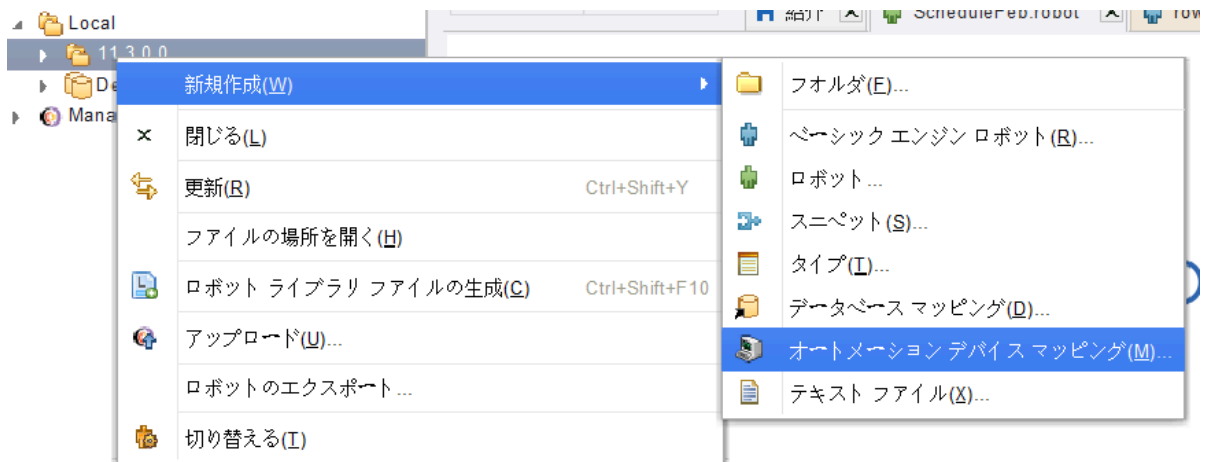 Local
紹介
ScheduleFeb.robot
row
11.3.0.0
De
Mana
新規作成(W)
閉じる(L)
更新(R) Ctrl+Shift+Y
ファイルの場所を開く(H)
ロボット ライブラリ ファイルの生成(C) Ctrl+Shift+F10
アップロード(U)...
ロボットのエクスポート...
切り替える(T)
フォルダ(F)...
ベーシック エンジン ロボット(R)...
ロボット...
スニペット(S)...
タイプ(T)...
データベース マッピング(D)...
オートメーション デバイス マッピング(M)...
テキスト ファイル(X)...